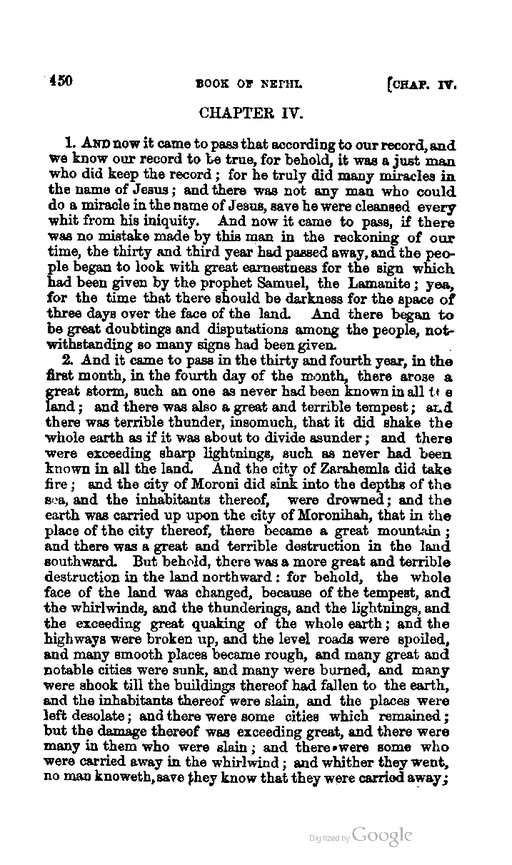 450 BOOK OF NEPHI. [CHAP. IV.
CHAPTER IV.
1. AND now it came to pass that according to our record, and
we know our record to be true, for behold, it was a just man
who did keep the record; for he truly did many miracles in
the name of Jesus; and there was not any man who could
do a miracle in the name of Jesus, save he were cleansed every
whit from his iniquity. And now it came to pass, if there
was no mistake made by this man in the reckoning of our
time, the thirty and third year had passed away, and the peo-
ple began to look with great earnestness for the sign which
had been given by the prophet Samuel, the Lamanite; yea,
for the time that there should be darkness for the space of
three days over the face of the land. And there began to
be great doubtings and disputations among the people, not-
withstanding so many signs had been given.
2. And it came to pass in the thirty and fourth year, in the
first month, in the fourth day of the month, there arose a
great storm, such an one as never had been known in all the
land; and there was also a great and terrible tempest; and
there was terrible thunder, insomuch, that it did shake the
whole earth as if it was about to divide asunder; and there
were exceeding sharp lightnings, such as never had been
known in all the land. And the city of Zarahemla did take
fire; and the city of Moroni did sink into the depths of the
sea, and the inhabitants thereof, were drowned; and the
earth was carried up upon the city of Moronihah, that in the
place of the city thereof, there became a great mountain;
and there was a great and terrible destruction in the land
southward. But behold, there was a more great and terrible
destruction in the land northward: for behold, the whole
face of the land was changed, because of the tempest, and
the whirlwinds, and the thunderings, and the lightnings, and
the exceeding great quaking of the whole earth; and the
highways were broken up, and the level roads were spoiled,
and many smooth places became rough, and many great and
notable cities were sunk, and many were burned, and many
were shook till the buildings thereof had fallen to the earth,
and the inhabitants thereof were slain, and the places were
left desolate; and there were some cities which remained;
but the damage thereof was exceeding great, and there were
many in them who were slain; and there were some who
were carried away in the whirlwind; and whither they went,
no man knoweth, save they know that they were carried away;
Digitized by Google